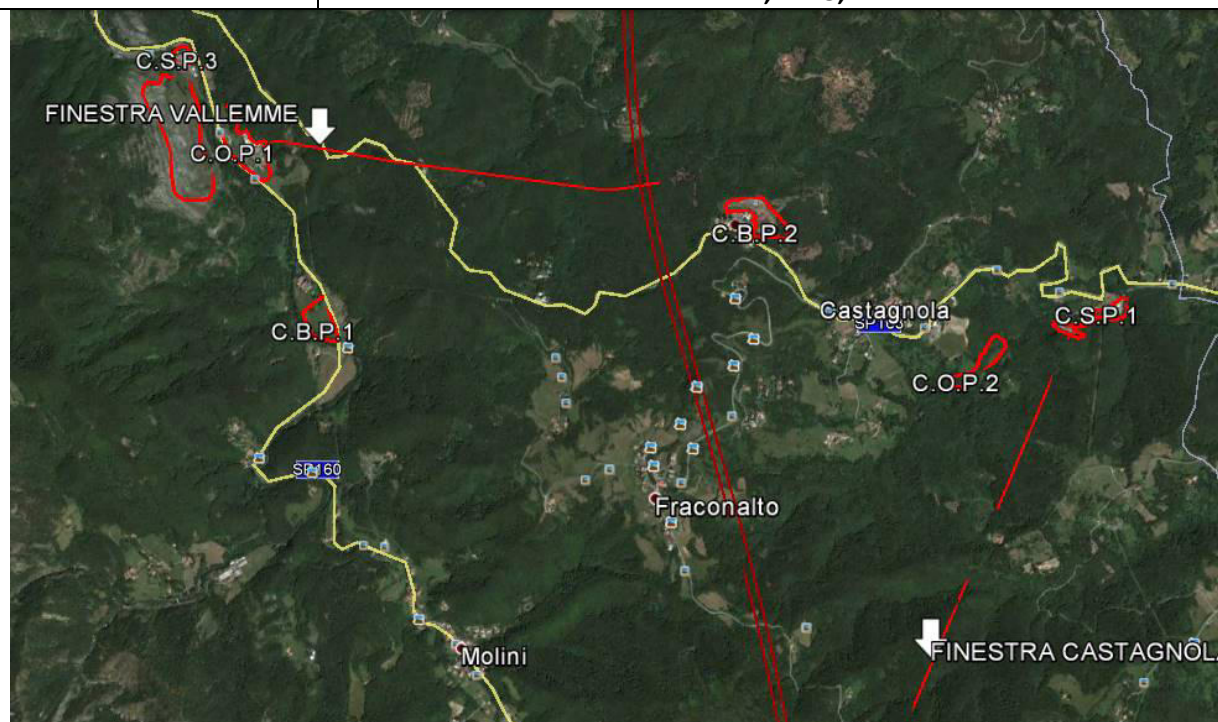 C.S.P.3
FINESTRA VALLEMME
C.O.P.1
C.B.P.2
C.B.P.1
Castagnola
C.S.P.1
C.O.P.2
SP160
Fraconalto
Molini
FINESTRA CASTAGNOLA